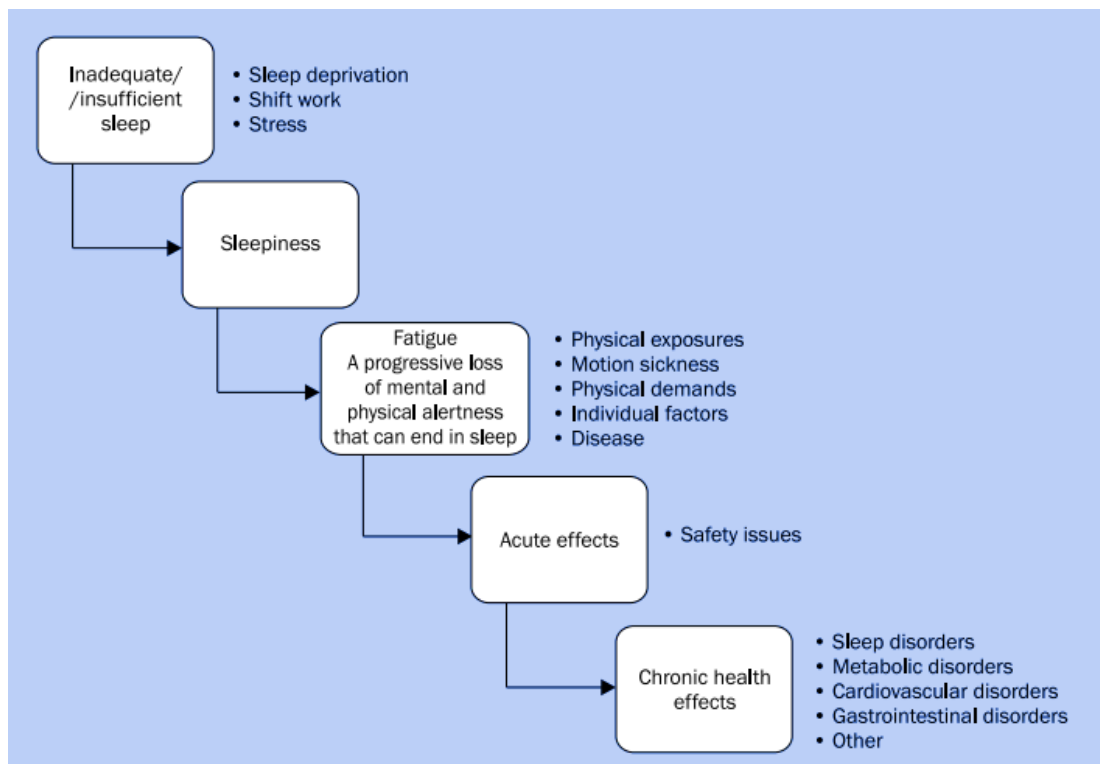 Inadequate/
/insufficient
sleep
• Sleep deprivation
• Shift work
• Stress
Sleepiness
Fatigue
A progressive loss
of mental and
physical alertness
that can end in sleep
• Physical exposures
• Motion sickness
• Physical demands
• Individual factors
• Disease
Acute effects
• Safety issues
Chronic health
effects
• Sleep disorders
• Metabolic disorders
• Cardiovascular disorders
• Gastrointestinal disorders
• Other